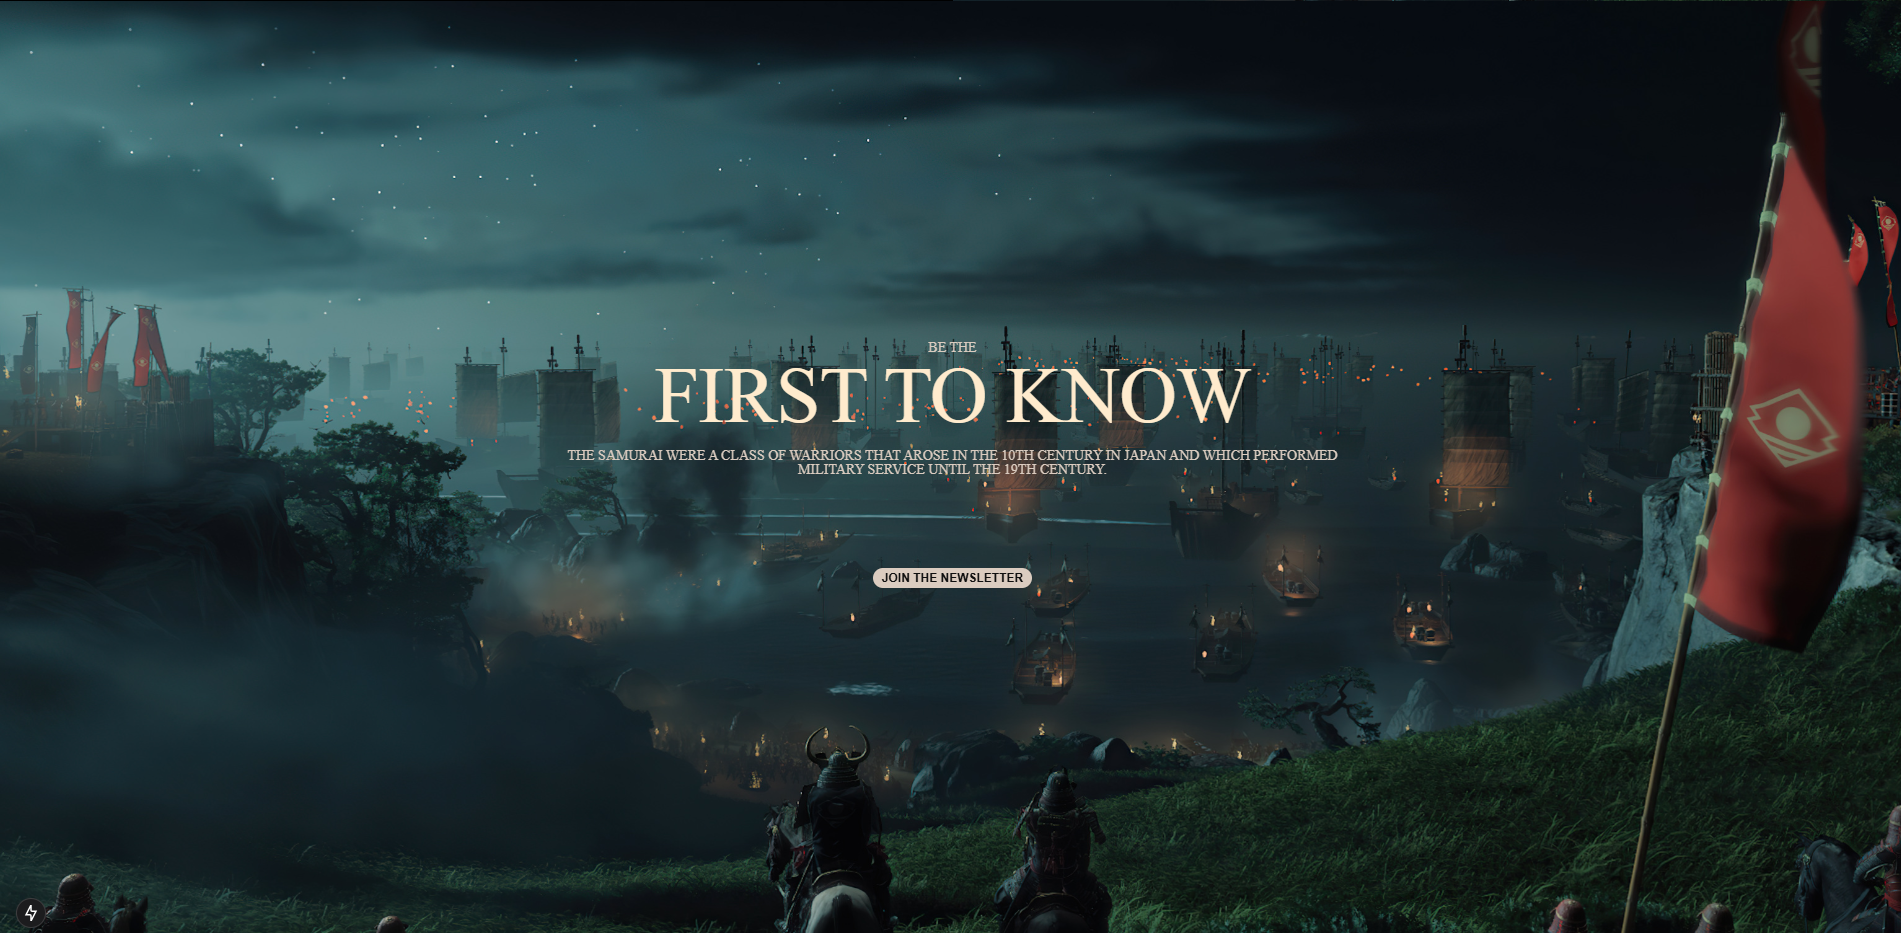 BE THE
FIRST TO KNOW
THE SAMURAI WERE A CLASS OF WARRIORS THAT AROSE IN THE 10TH CENTURY IN JAPAN AND WHICH PERFORMED
MILITARY SERVICE UNTIL THE 19TH CENTURY.
JOIN THE NEWSLETTER